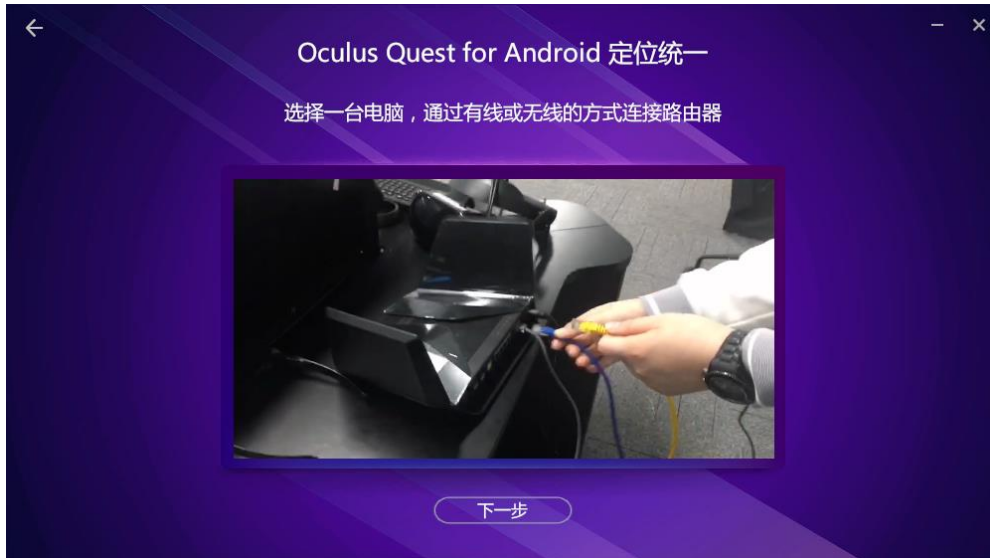 Oculus Quest for Android 定位统一
选择一台电脑，通过有线或无线的方式连接路由器
下一步